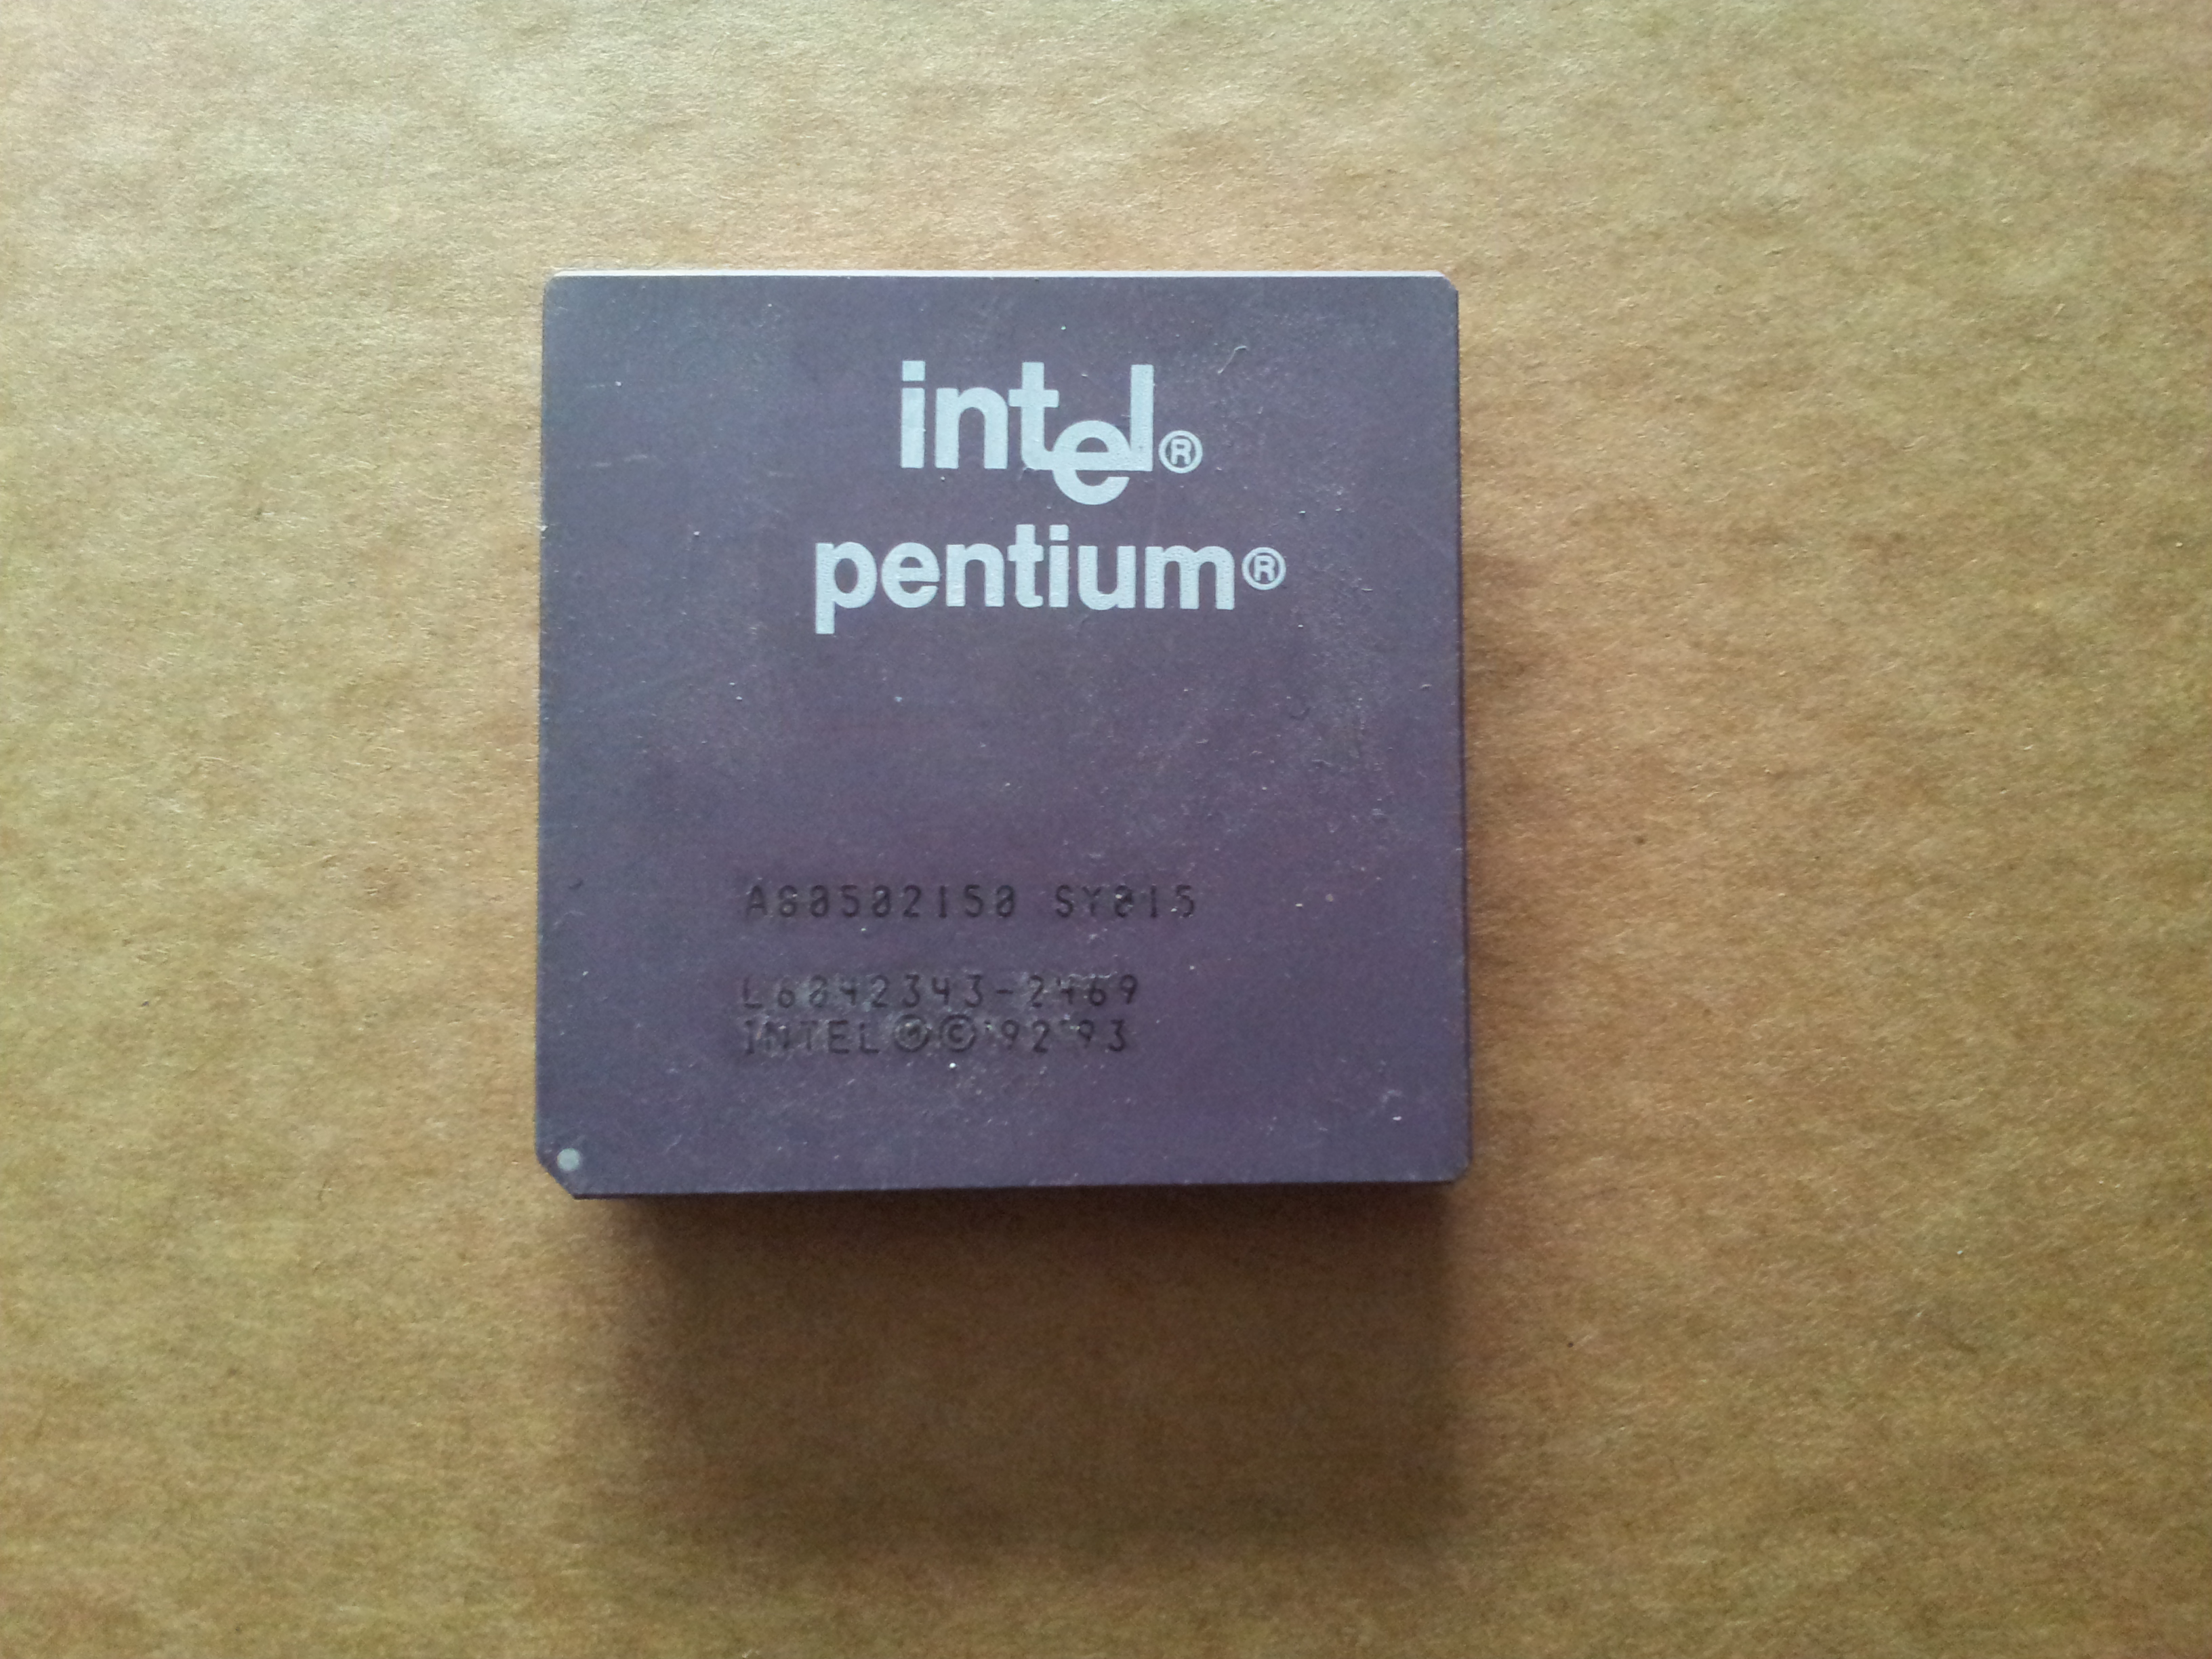 intel®
pentium®
A80502150 SY015
L6042343-2469
INTEL Ⓜ © '92 '93